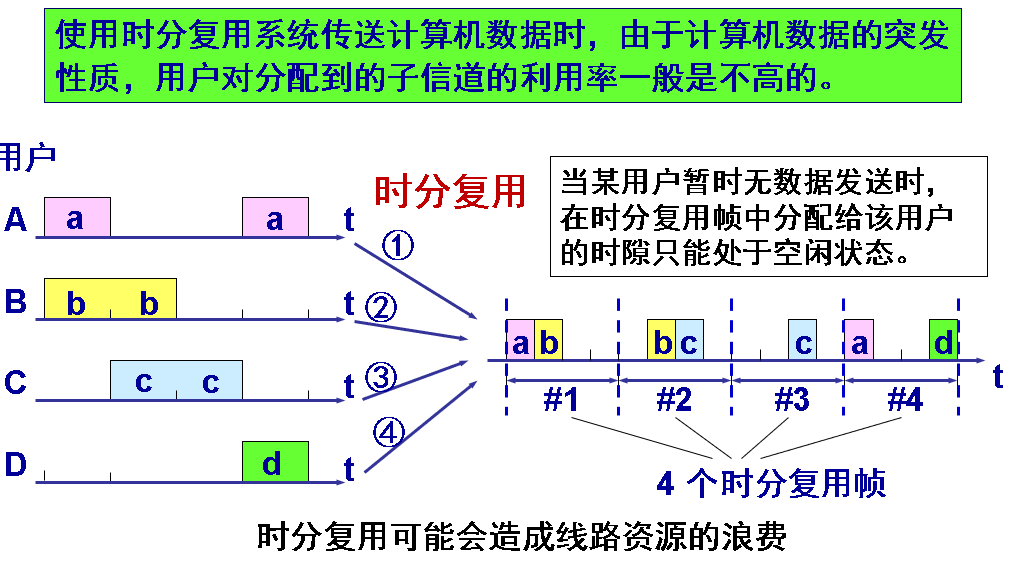 使用时分复用系统传送计算机数据时，由于计算机数据的突发
性质，用户对分配到的子信道的利用率一般是不高的。
用户
时分复用
当某用户暂时无数据发送时，
在时分复用帧中分配给该用户
的时隙只能处于空闲状态。
A a a t
①
B b b t
②
C c c t
③
D d t
④
a b b c c a d t
#1 #2 #3 #4
4 个时分复用帧
时分复用可能会造成线路资源的浪费